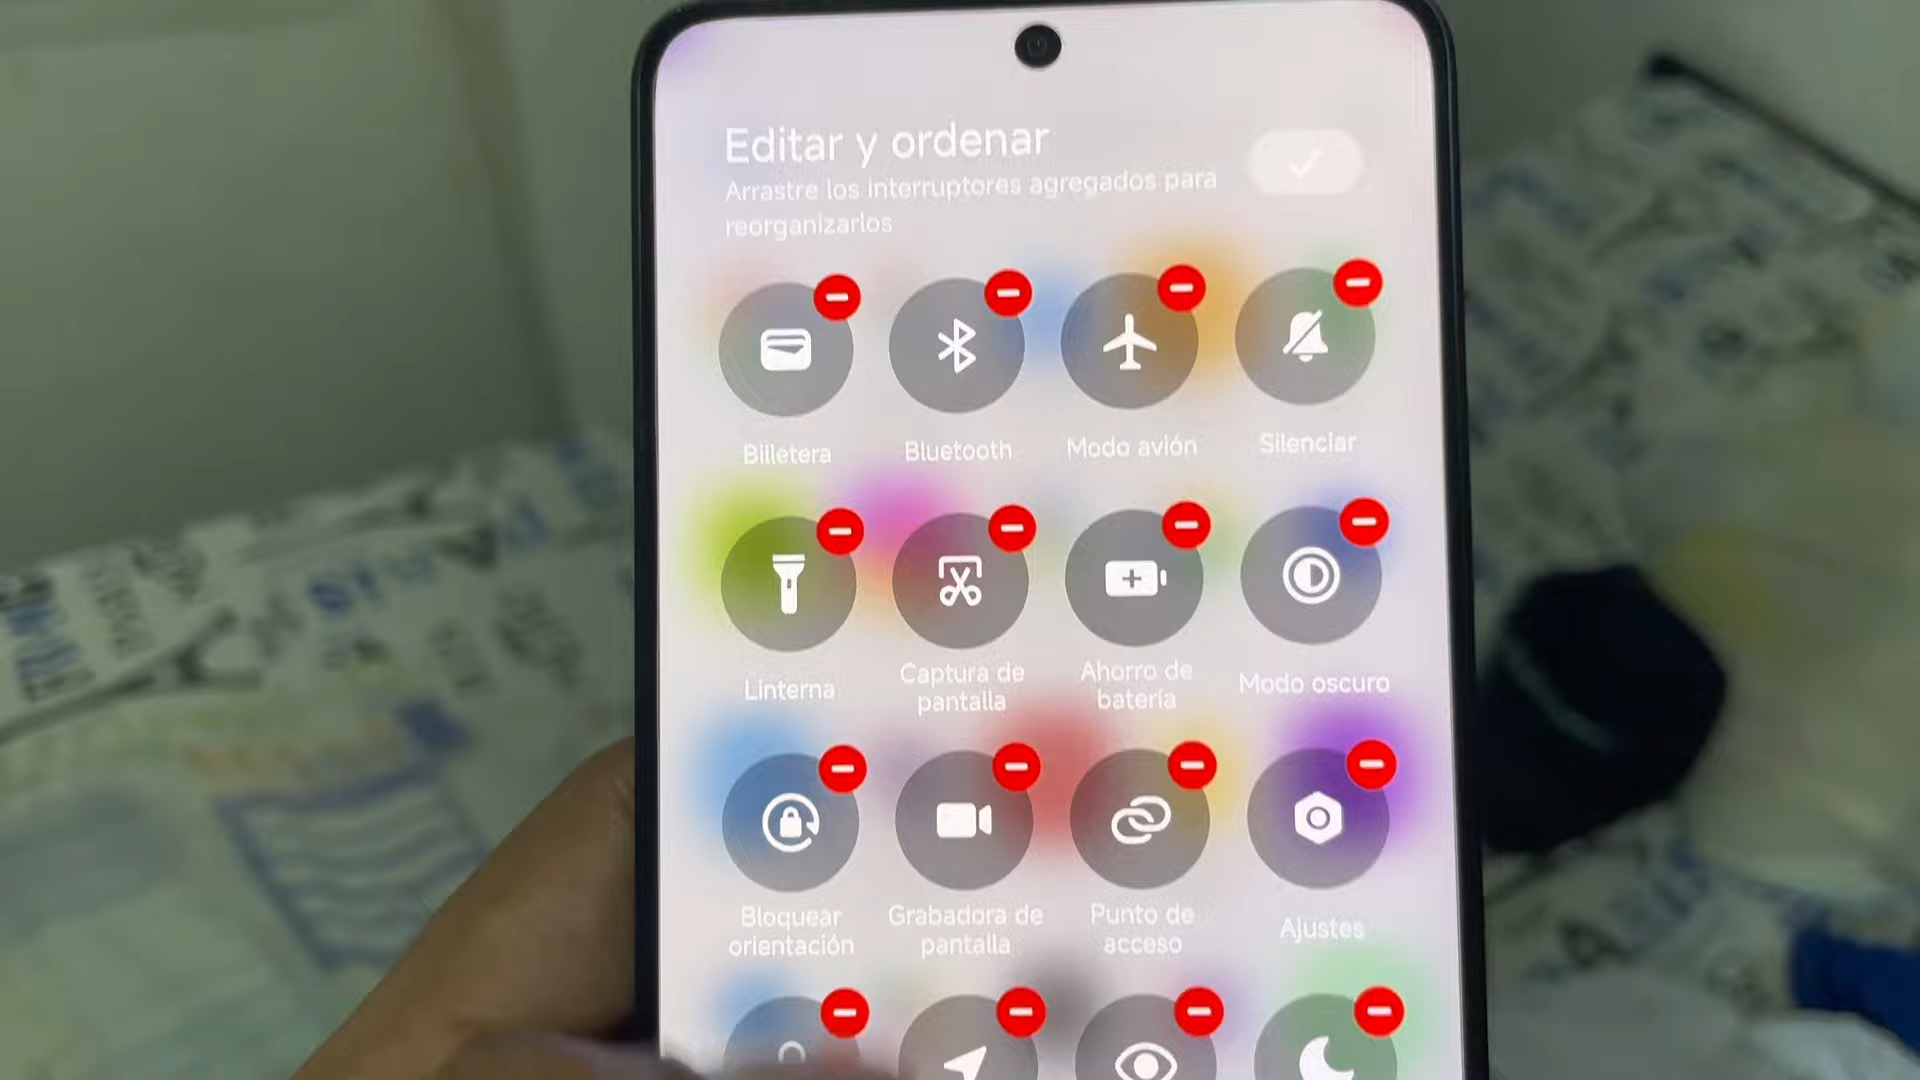 Editar y ordenar
Arrastre los interruptores agregados para
reorganizarlos
Billetera
Bluetooth
Modo avión
Silenciar
Linterna
Captura de
pantalla
Ahorro de
batería
Modo oscuro
Bloquear
orientación
Grabadora de
pantalla
Punto de
acceso
Ajustes